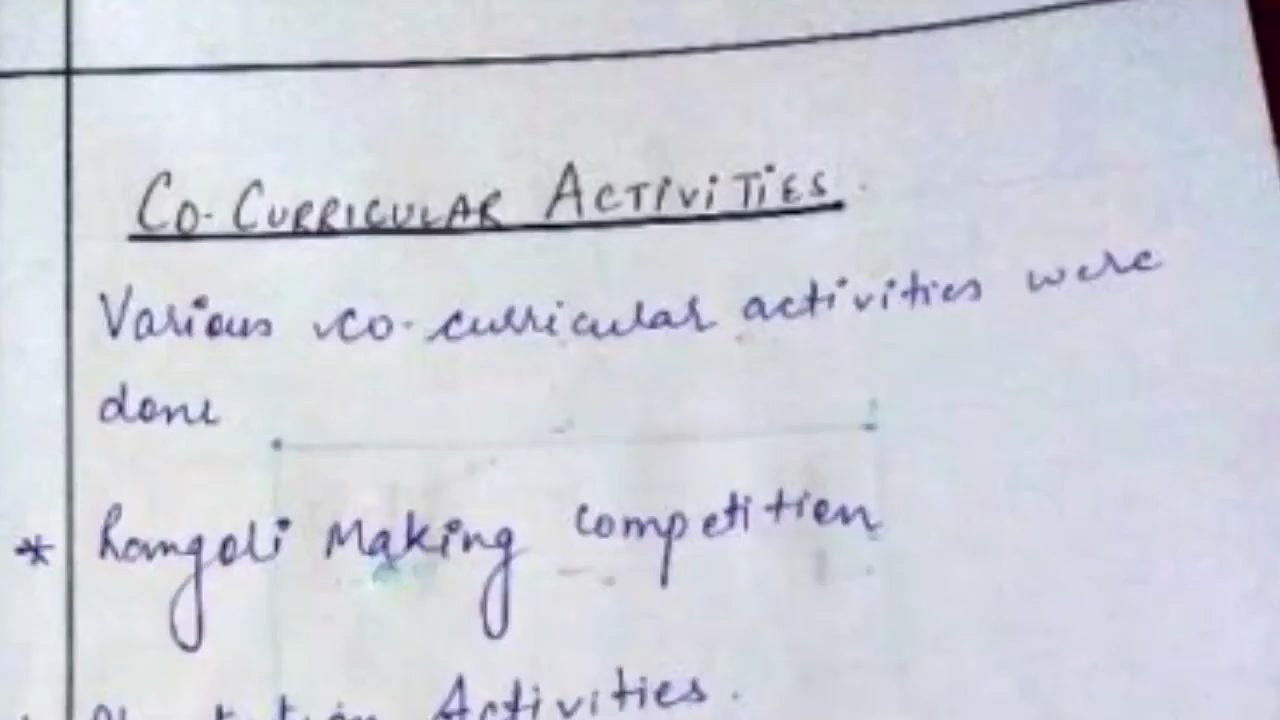 CO-CURRICULAR ACTIVITIES.
Various co-curricular activities were
done
* Rangoli Making competition
Activities.